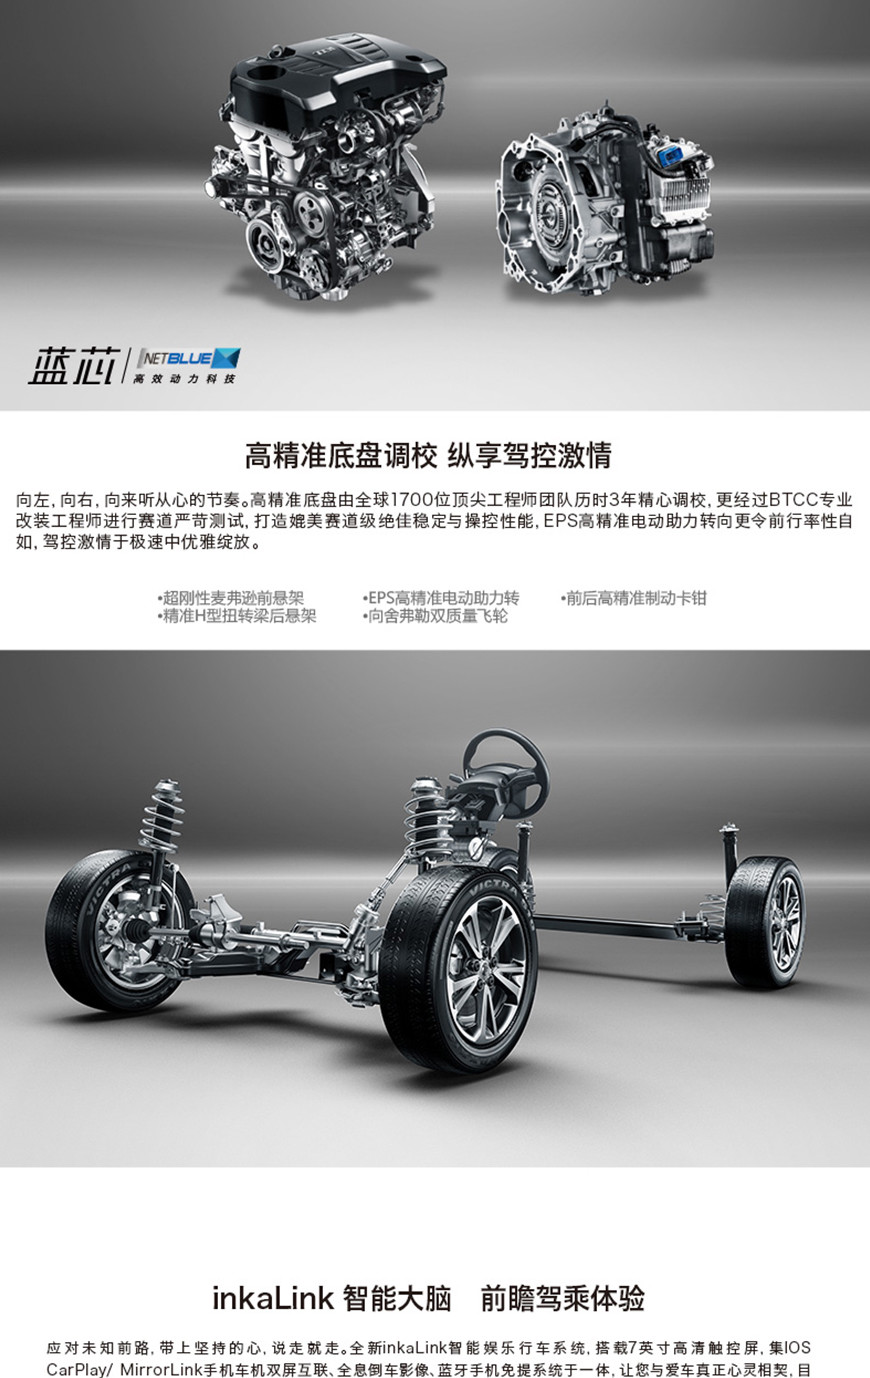 蓝芯
NETBLUE
高效动力科技
高精准底盘调校 纵享驾控激情
向左,向右,向来听从心的节奏。高精准底盘由全球1700位顶尖工程师团队历时3年精心调校,更经过BTCC专业
改装工程师进行赛道严苛测试,打造媲美赛道级绝佳稳定与操控性能,EPS高精准电动助力转向更令前行率性自
如,驾控激情于极速中优雅绽放。
•超刚性麦弗逊前悬架 •EPS高精准电动助力转 •前后高精准制动卡钳
•精准H型扭转梁后悬架 •向舍弗勒双质量飞轮
VICTRA
VICTRA
inkaLink 智能大脑 前瞻驾乘体验
应对未知前路,带上坚持的心,说走就走。全新inkaLink智能娱乐行车系统,搭载7英寸高清触控屏,集IOS
CarPlay/ MirrorLink手机车机双屏互联、全息倒车影像、蓝牙手机免提系统于一体,让您与爱车真正心灵相契,目